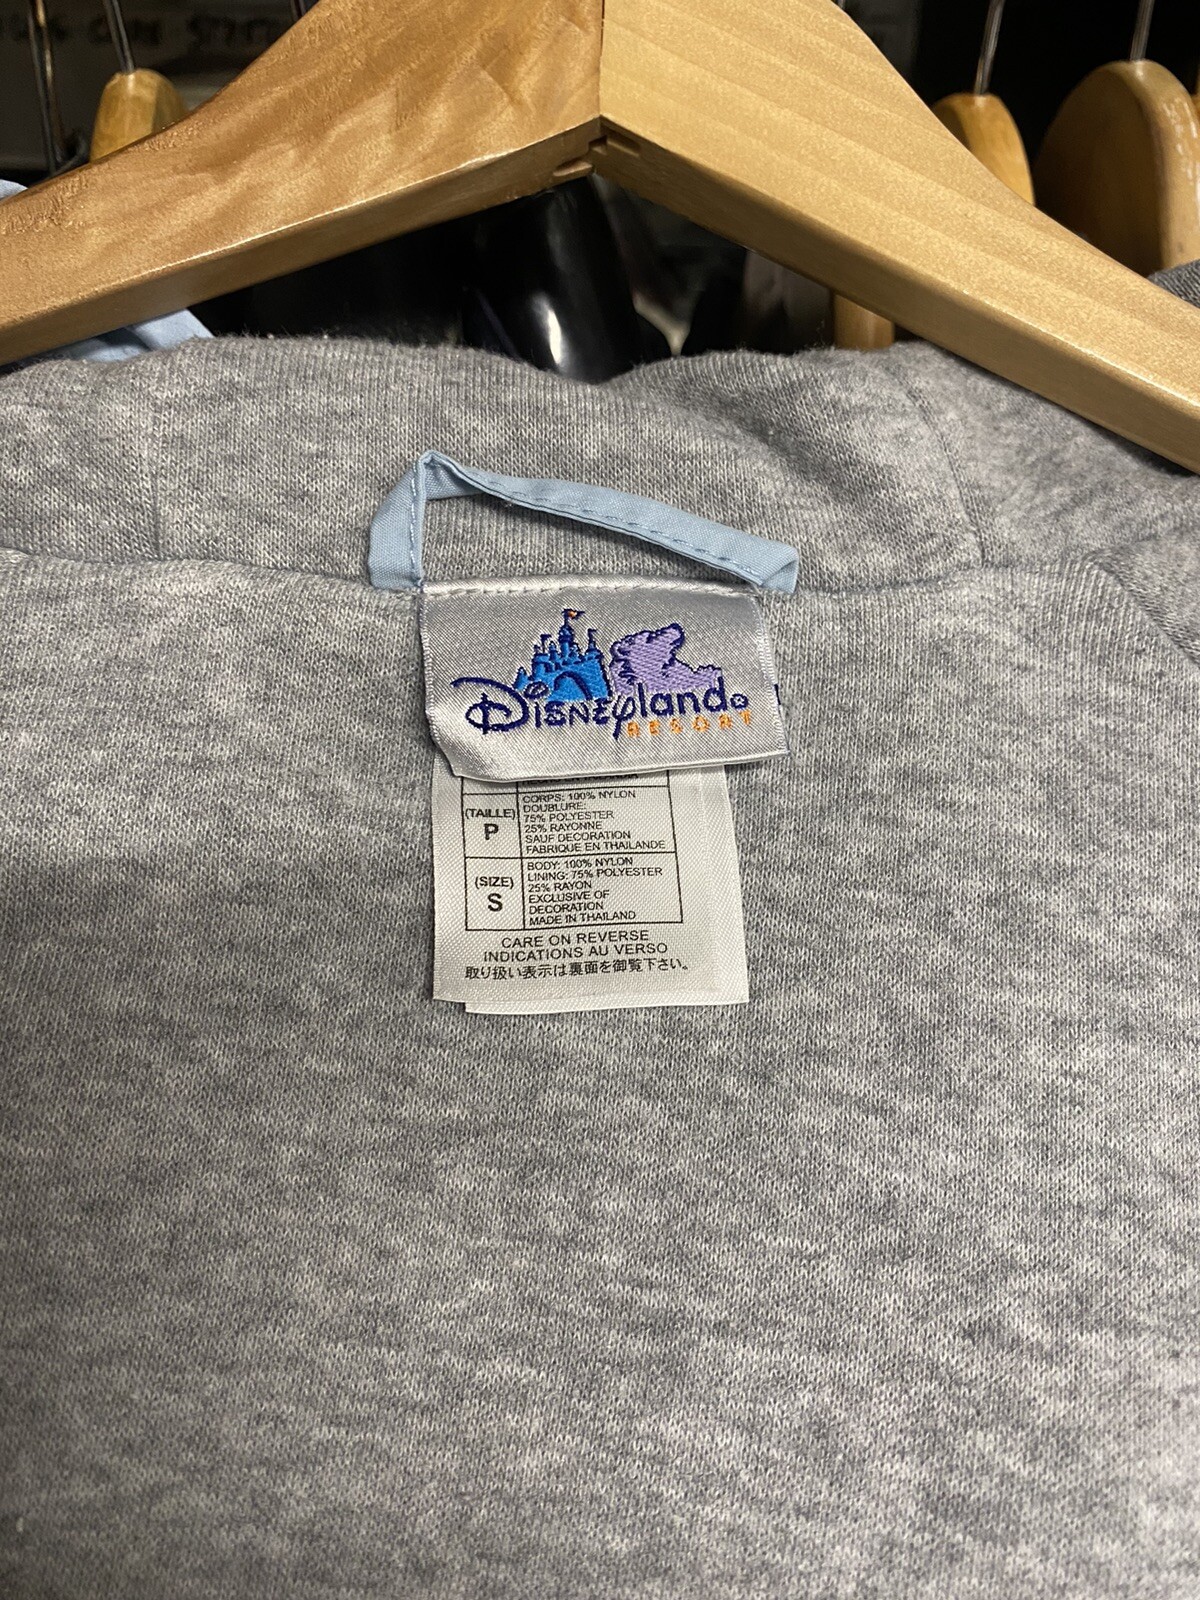 Disneyland®
RESORT
(TAILLE)
P
CORPS: 100% NYLON
DOUBLURE:
75% POLYESTER
25% RAYONNE
SAUF DECORATION
FABRIQUE EN THAILANDE
(SIZE)
S
BODY: 100% NYLON
LINING: 75% POLYESTER
25% RAYON
EXCLUSIVE OF
DECORATION
MADE IN THAILAND
CARE ON REVERSE
INDICATIONS AU VERSO
取り扱い表示は裏面を御覧下さい。